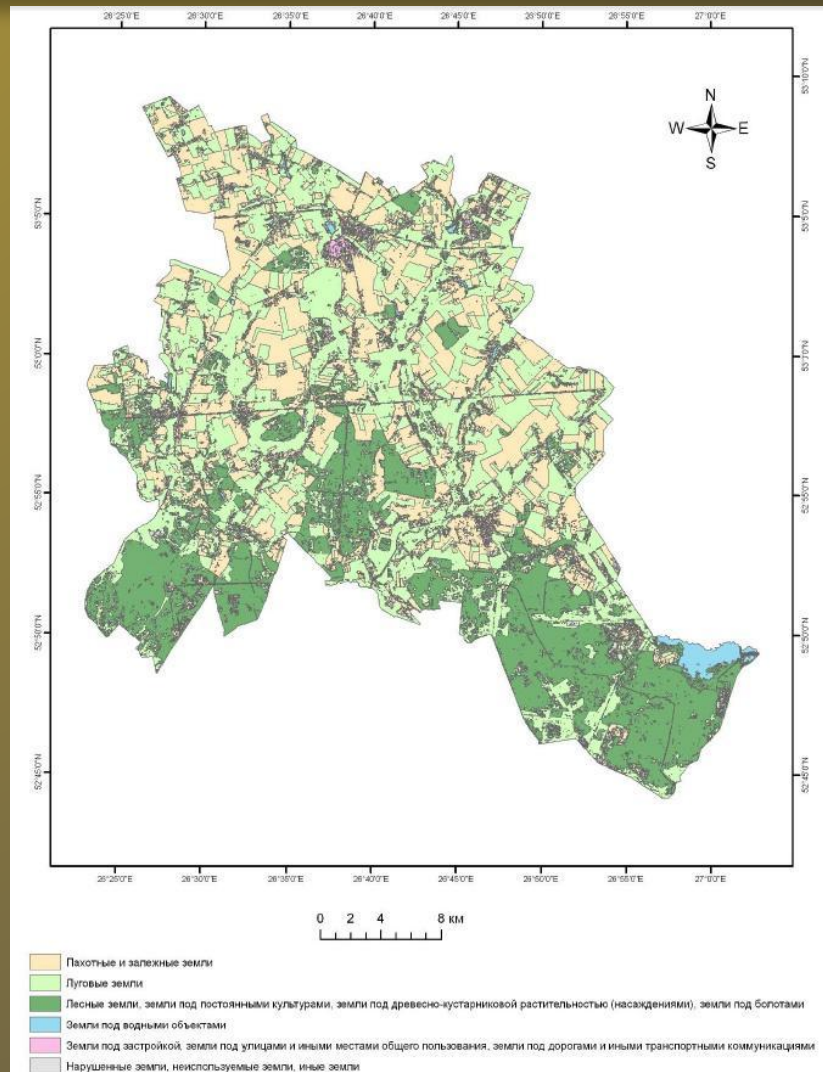 26°25'0"E 26°30'0"E 26°35'0"E 26°40'0"E 26°45'0"E 26°50'0"E 26°55'0"E 27°0'0"E
53°10'0"N
N
W E
S
53°5'0"N 53°5'0"N
53°0'0"N
52°55'0"N 52°55'0"N
52°50'0"N 52°50'0"N
52°45'0"N 52°45'0"N
26°25'0"E 26°30'0"E 26°35'0"E 26°40'0"E 26°45'0"E 26°50'0"E 26°55'0"E 27°0'0"E
0 2 4 8 км
Пахотные и залежные земли
Луговые земли
Лесные земли, земли под постоянными культурами, земли под древесно-кустарниковой растительностью (насаждениями), земли под болотами
Земли под водными объектами
Земли под застройкой, земли под улицами и иными местами общего пользования, земли под дорогами и иными транспортными коммуникациями
Нарушенные земли, неиспользуемые земли, иные земли